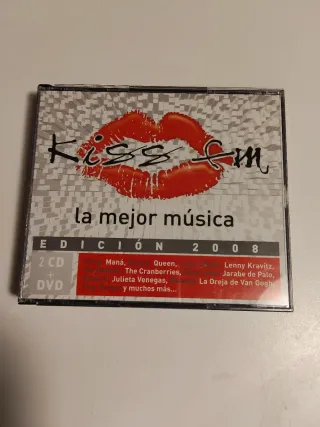 Kiss fm
la mejor música
EDICIÓN 2008
2 CD
+
DVD
Maná, Queen, Lenny Kravitz,
The Cranberries, Jarabe de Palo,
Julieta Venegas, La Oreja de Van Gogh
y muchos más...